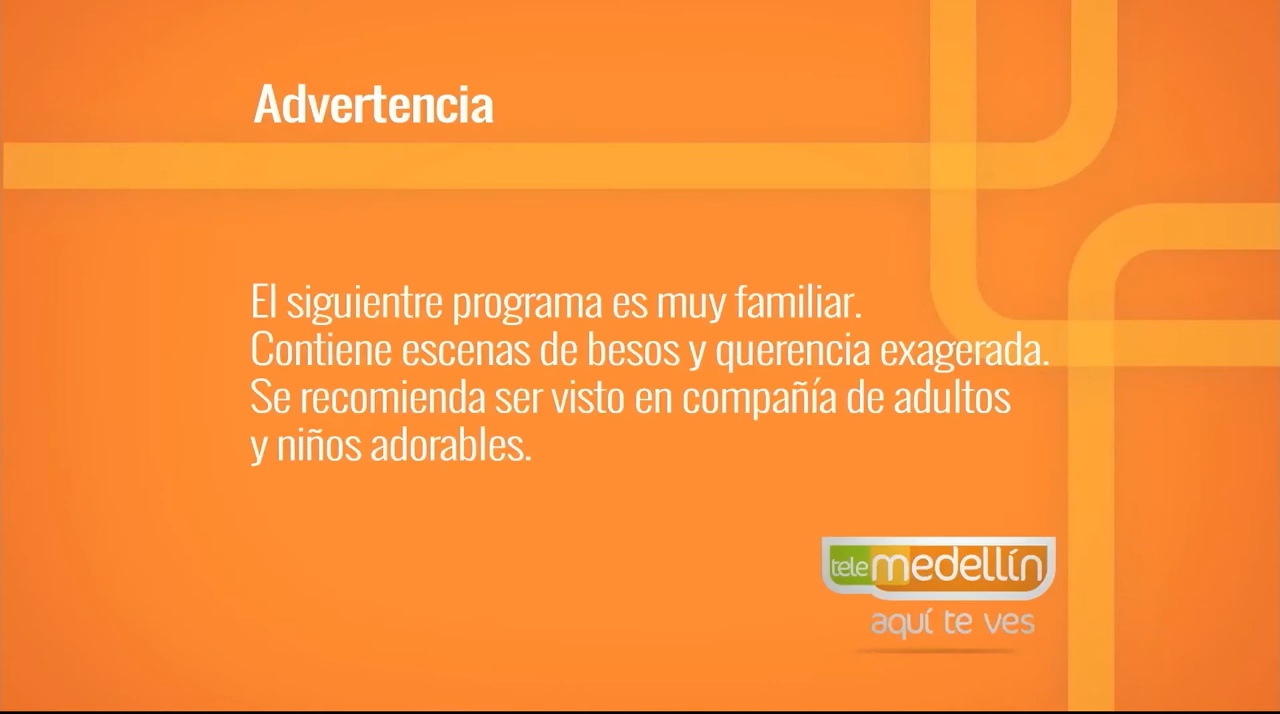 Advertencia
El siguientre programa es muy familiar.
Contiene escenas de besos y querencia exagerada.
Se recomienda ser visto en compañía de adultos
y niños adorables.
tele medellín
aquí te ves